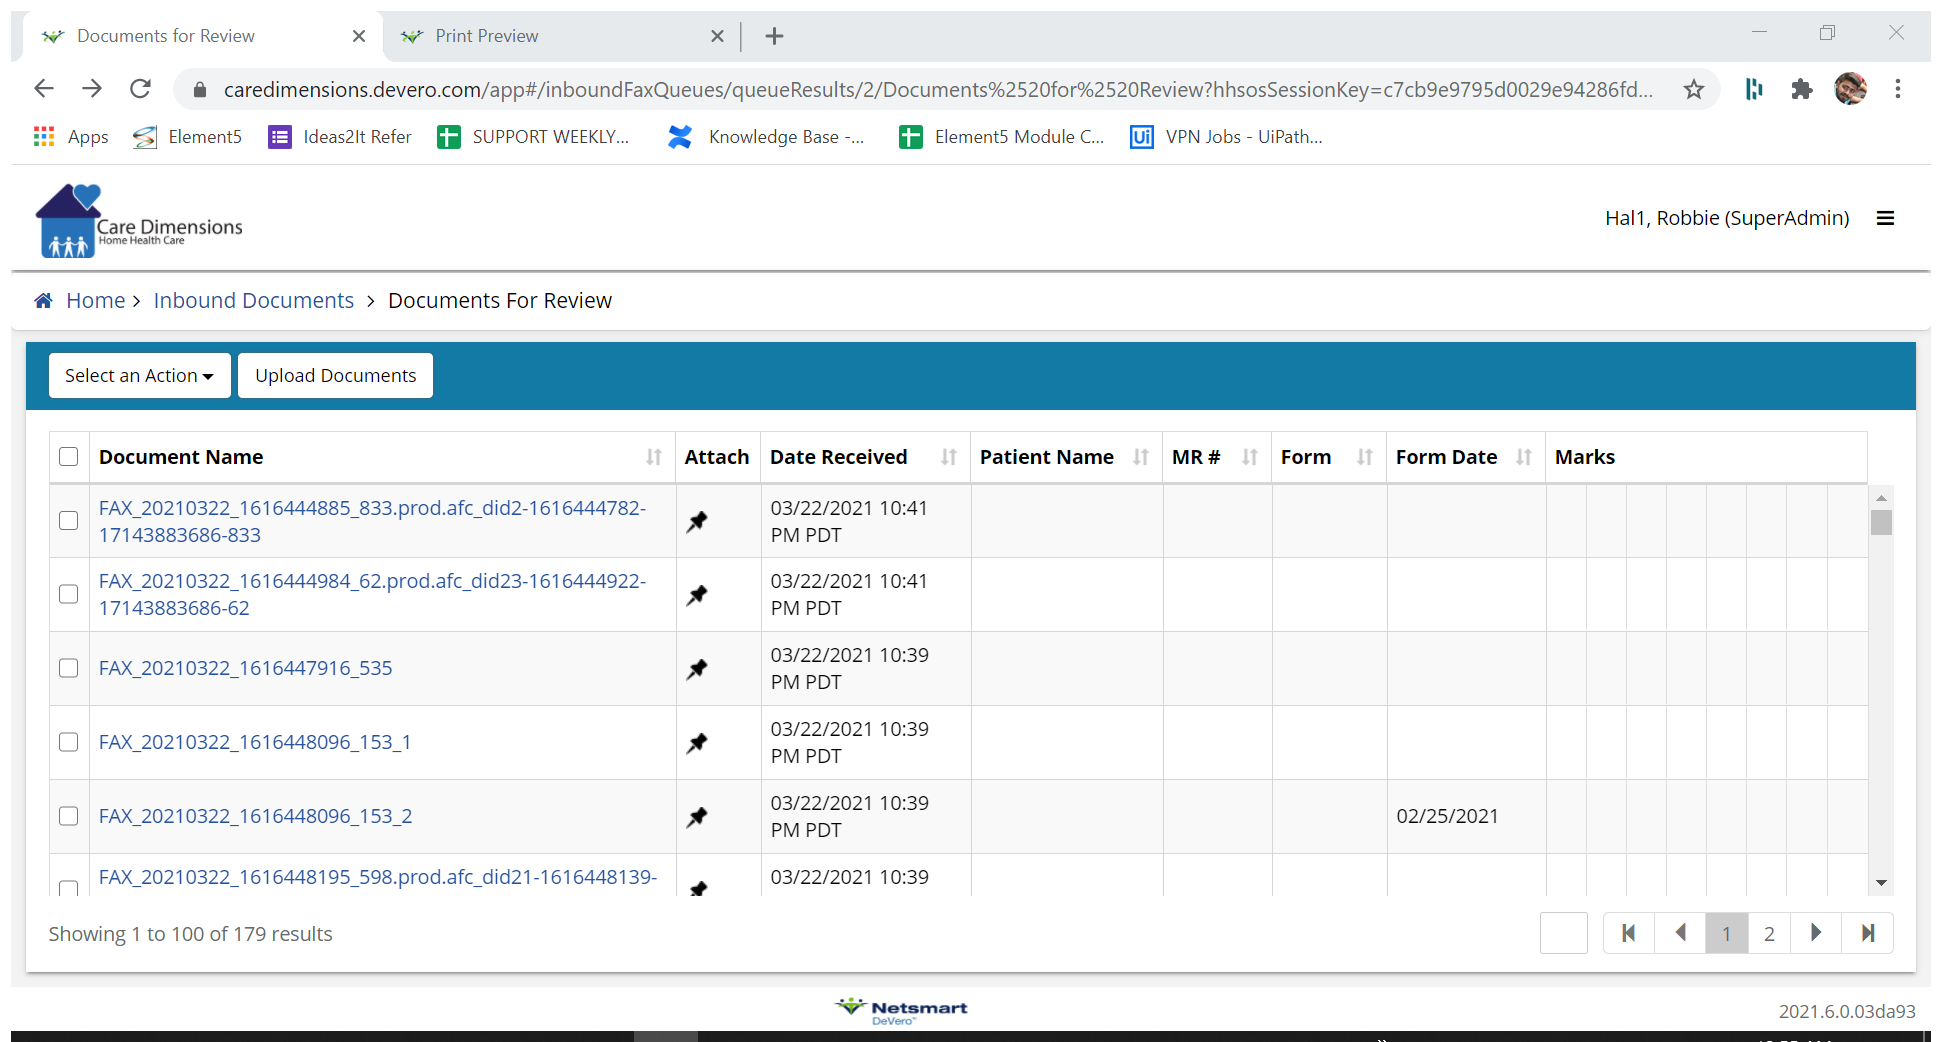 Documents for Review
Print Preview
caredimensions.devero.com/app#/inboundFaxQueues/queueResults/2/Documents%2520for%2520Review?hhsosSessionKey=c7cb9e9795d0029e94286fd...
Apps Element5 Ideas2It Refer SUPPORT WEEKLY... Knowledge Base -... Element5 Module C... Ui VPN Jobs - UiPath...
Care Dimensions
Home Health Care
Hal1, Robbie (SuperAdmin)
Home > Inbound Documents > Documents For Review
Select an Action Upload Documents
Document Name Attach Date Received Patient Name MR # Form Form Date Marks
FAX_20210322_1616444885_833.prod.afc_did2-1616444782-
17143883686-833
03/22/2021 10:41
PM PDT
FAX_20210322_1616444984_62.prod.afc_did23-1616444922-
17143883686-62
03/22/2021 10:41
PM PDT
FAX_20210322_1616447916_535
03/22/2021 10:39
PM PDT
FAX_20210322_1616448096_153_1
03/22/2021 10:39
PM PDT
FAX_20210322_1616448096_153_2
03/22/2021 10:39
PM PDT
02/25/2021
FAX_20210322_1616448195_598.prod.afc_did21-1616448139-
03/22/2021 10:39
Showing 1 to 100 of 179 results
1 2
Netsmart
DeVero™
2021.6.0.03da93